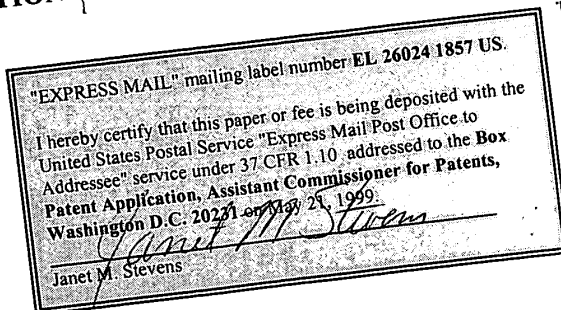 TION
"EXPRESS MAIL" mailing label number EL 26024 1857 US.
I hereby certify that this paper or fee is being deposited with the
United States Postal Service "Express Mail Post Office to
Addressee" service under 37 CFR 1.10 addressed to the Box
Patent Application, Assistant Commissioner for Patents,
Washington D.C. 20231 on May 21, 1999.
Janet M Stevens
Janet M. Stevens